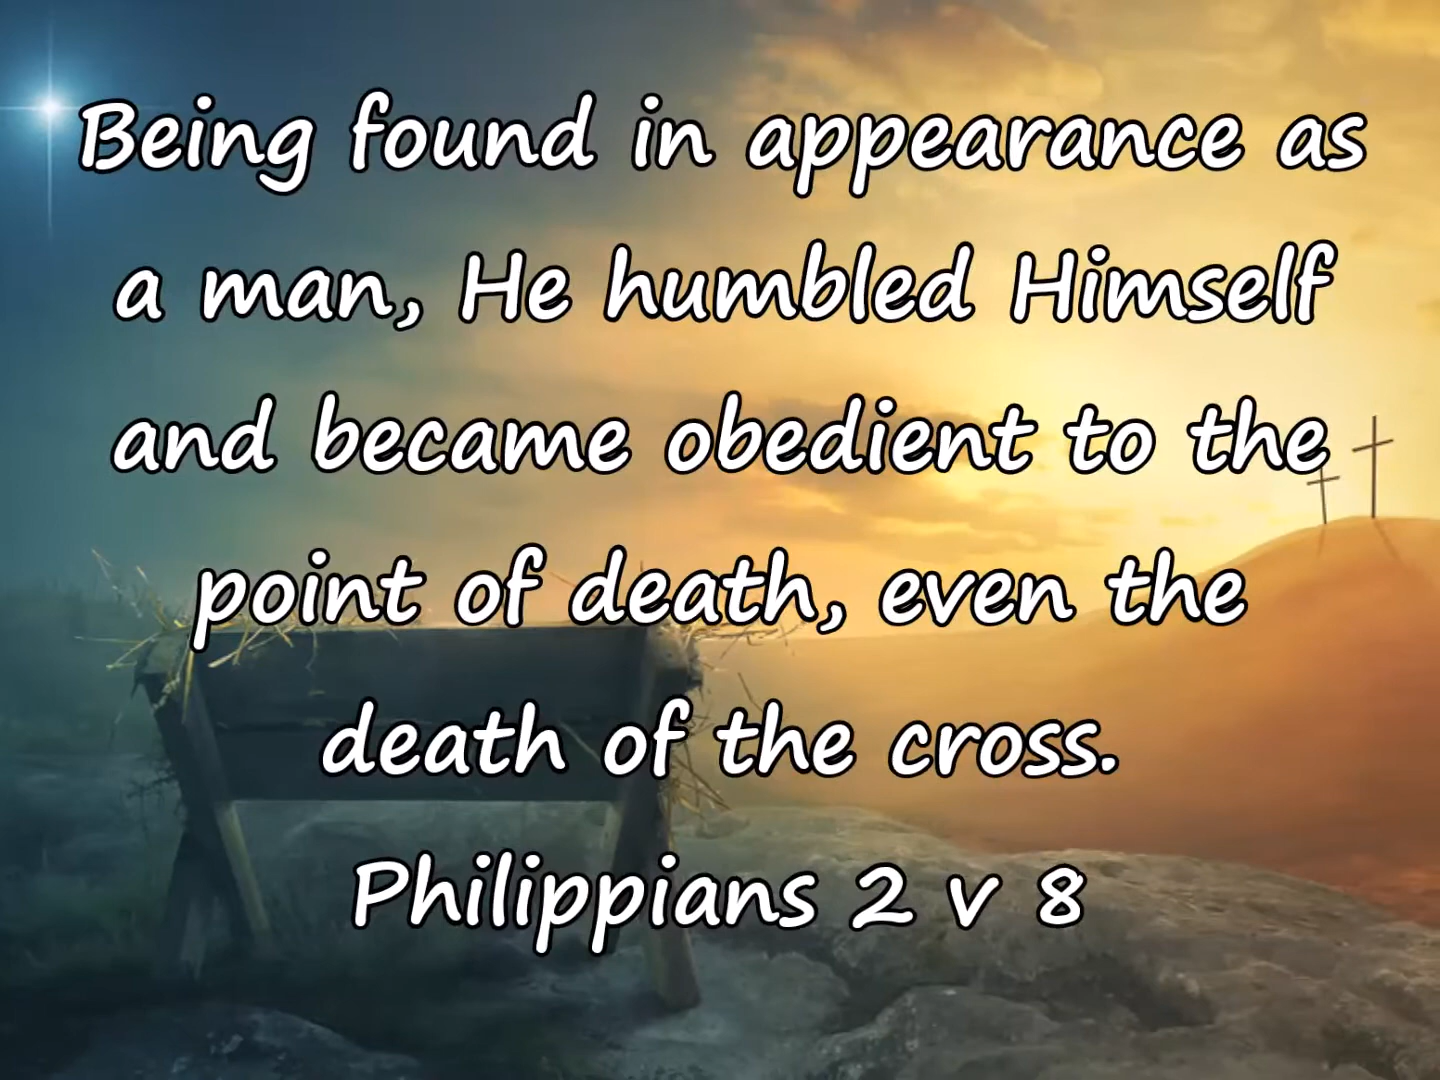 Being found in appearance as
a man, He humbled Himself
and became obedient to the
point of death, even the
death of the cross.
Philippians 2 v 8